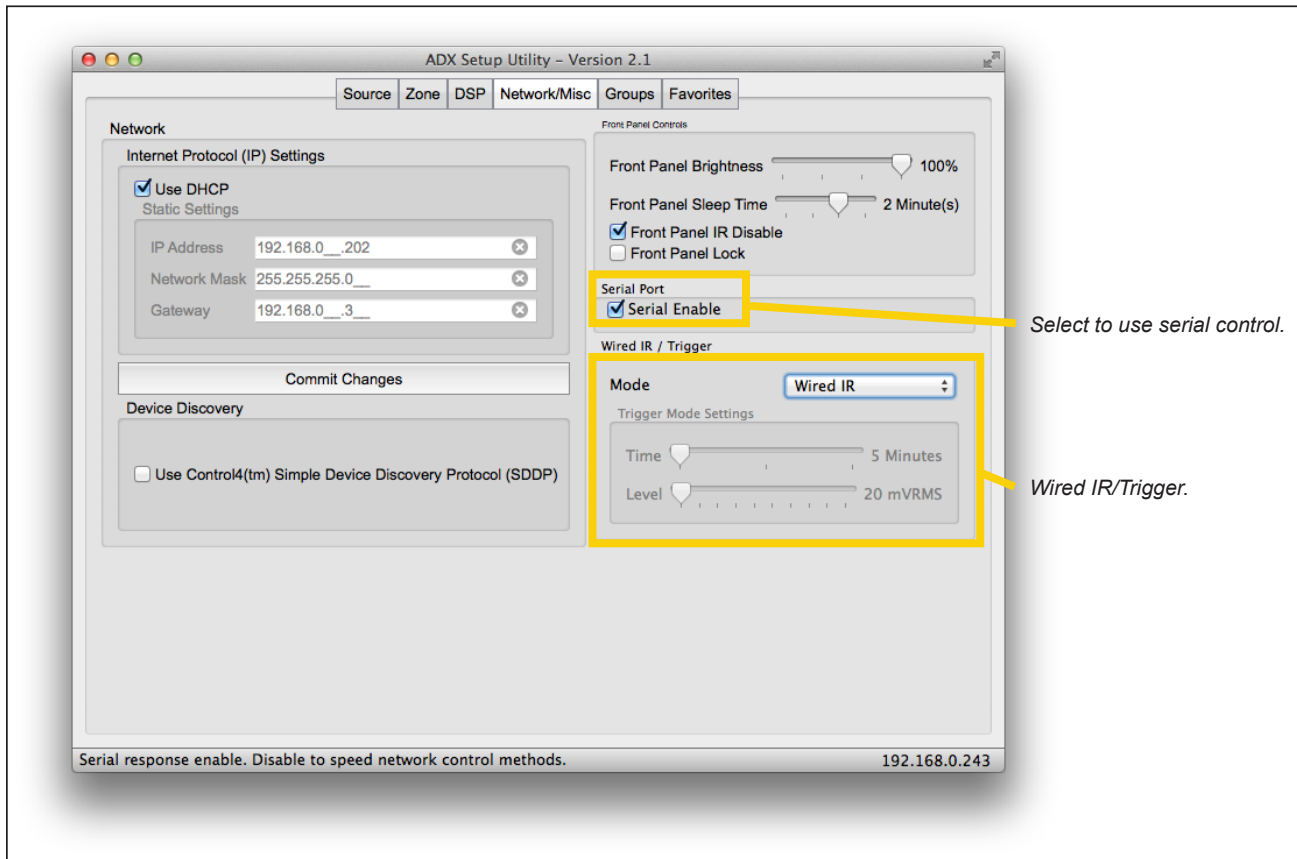 ADX Setup Utility – Version 2.1
Source Zone DSP Network/Misc Groups Favorites
Network
Internet Protocol (IP) Settings
Use DHCP
Static Settings
IP Address 192.168.0__.202
Network Mask 255.255.255.0__
Gateway 192.168.0__.3__
Commit Changes
Device Discovery
Use Control4(tm) Simple Device Discovery Protocol (SDDP)
Front Panel Controls
Front Panel Brightness 100%
Front Panel Sleep Time 2 Minute(s)
Front Panel IR Disable
Front Panel Lock
Serial Port
Serial Enable
Select to use serial control.
Wired IR / Trigger
Mode Wired IR
Trigger Mode Settings
Time 5 Minutes
Level 20 mVRMS
Wired IR/Trigger.
Serial response enable. Disable to speed network control methods. 192.168.0.243